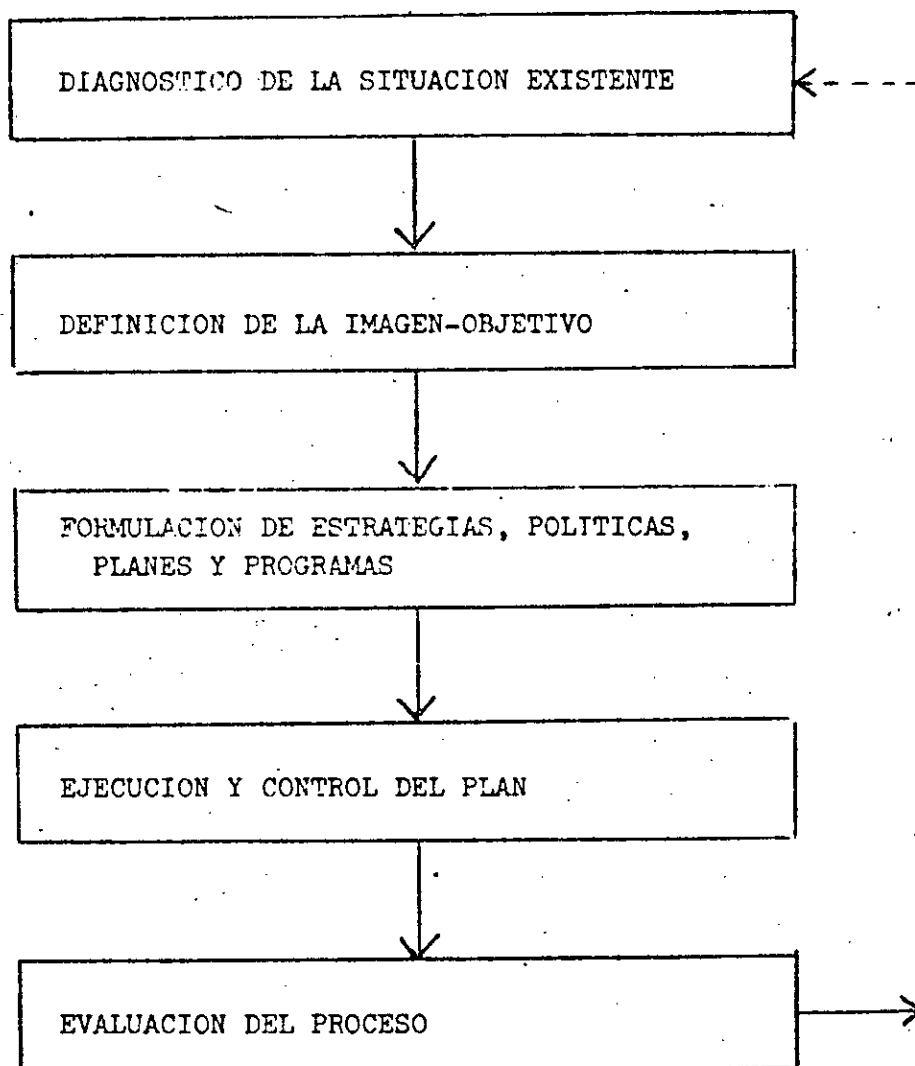 DIAGNOSTICO DE LA SITUACION EXISTENTE
DEFINICION DE LA IMAGEN-OBJETIVO
FORMULACION DE ESTRATEGIAS, POLITICAS,
PLANES Y PROGRAMAS
EJECUCION Y CONTROL DEL PLAN
EVALUACION DEL PROCESO